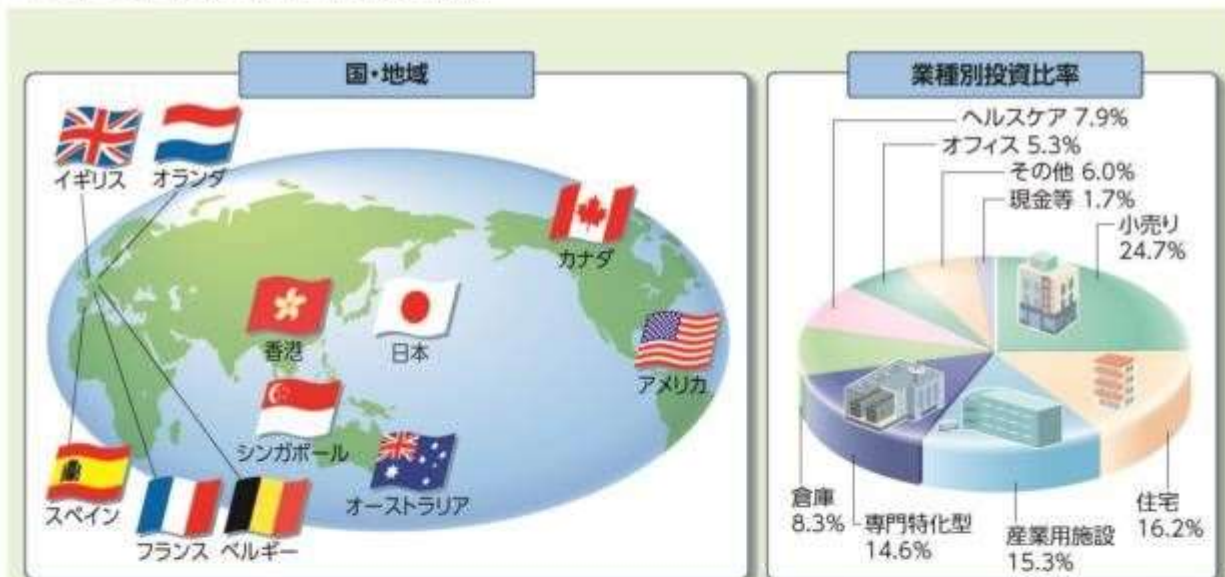 国・地域
イギリス
オランダ
カナダ
香港
日本
アメリカ
シンガポール
オーストラリア
スペイン
フランス
ベルギー
業種別投資比率
ヘルスケア 7.9%
オフィス 5.3%
その他 6.0%
現金等 1.7%
小売り
24.7%
倉庫
8.3%
専門特化型
14.6%
産業用施設
15.3%
住宅
16.2%